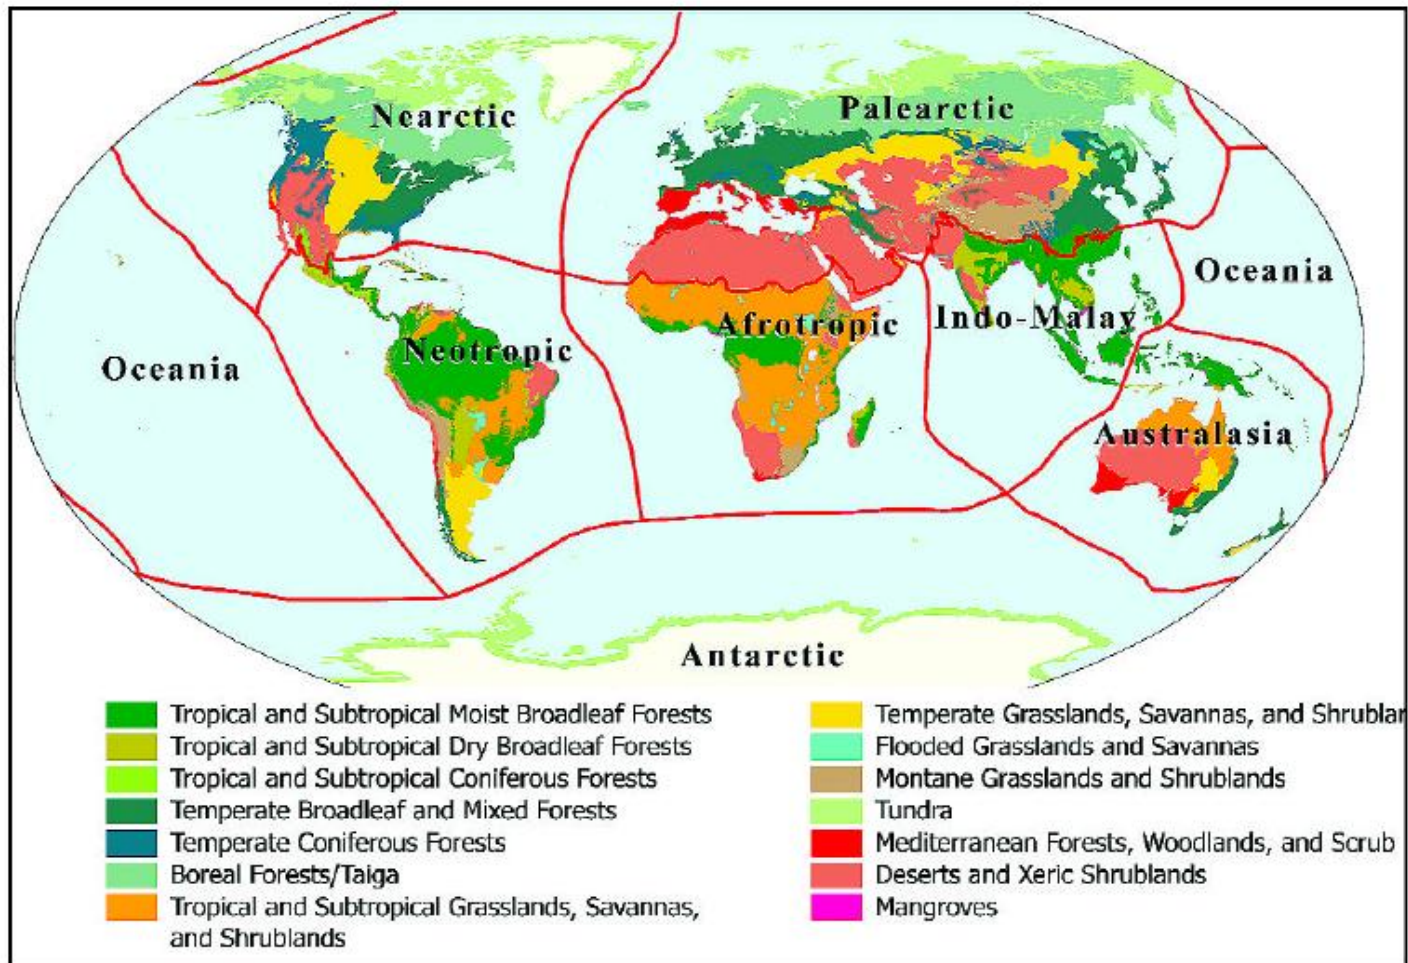 Nearctic
Palearctic
Oceania
Afrotropic
Indo-Malay
Neotropic
Oceania
Australasia
Antarctic
Tropical and Subtropical Moist Broadleaf Forests
Tropical and Subtropical Dry Broadleaf Forests
Tropical and Subtropical Coniferous Forests
Temperate Broadleaf and Mixed Forests
Temperate Coniferous Forests
Boreal Forests/Taiga
Tropical and Subtropical Grasslands, Savannas,
and Shrublands
Temperate Grasslands, Savannas, and Shrublar
Flooded Grasslands and Savannas
Montane Grasslands and Shrublands
Tundra
Mediterranean Forests, Woodlands, and Scrub
Deserts and Xeric Shrublands
Mangroves